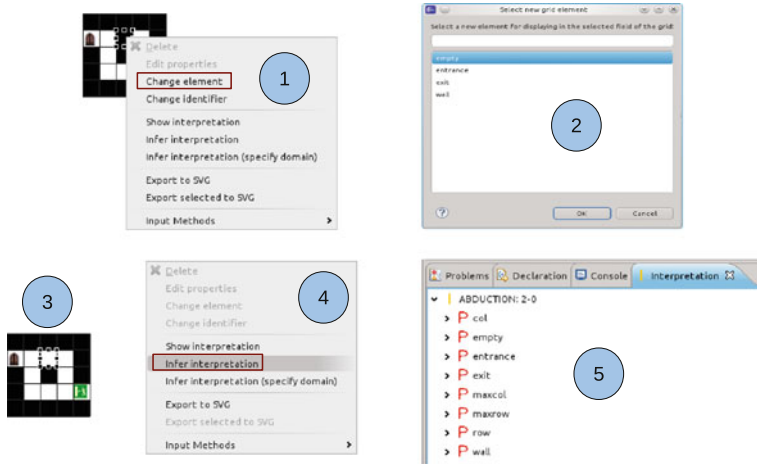 Delete
Edit properties
Change element
Change identifier
Show interpretation
Infer interpretation
Infer interpretation (specify domain)
Export to SVG
Export selected to SVG
Input Methods
1
Select new grid element
Select a new element for displaying in the selected field of the grid:
empty
entrance
exit
wall
2
OK
Cancel
3
Delete
Edit properties
Change element
Change identifier
Show interpretation
Infer interpretation
Infer interpretation (specify domain)
Export to SVG
Export selected to SVG
Input Methods
4
Problems Declaration Console Interpretation
ABDUCTION: 2-0
P col
P empty
P entrance
P exit
P maxcol
P maxrow
P row
P wall
5